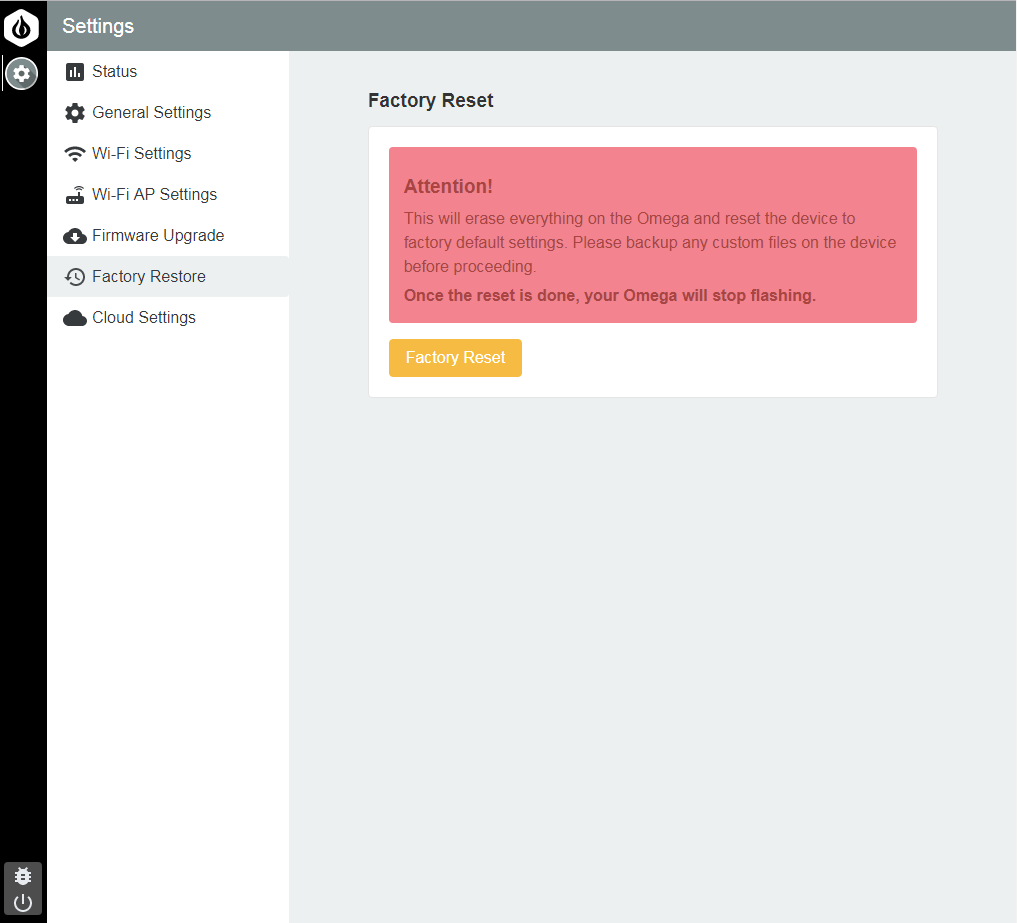 Settings
Status
General Settings
Wi-Fi Settings
Wi-Fi AP Settings
Firmware Upgrade
Factory Restore
Cloud Settings
Factory Reset
Attention!
This will erase everything on the Omega and reset the device to
factory default settings. Please backup any custom files on the device
before proceeding.
Once the reset is done, your Omega will stop flashing.
Factory Reset